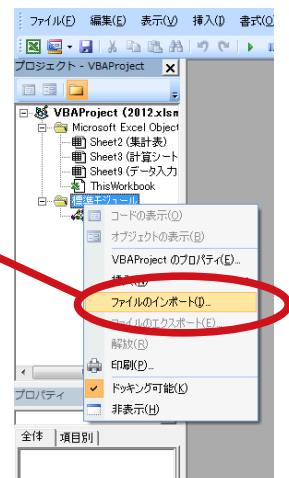 ファイル(F) 編集(E) 表示(V) 挿入(I) 書式(O)
プロジェクト - VBAProject
VBAProject (2012.xlsm
Microsoft Excel Object
Sheet2 (集計表)
Sheet3 (計算シート
Sheet9 (データ入力
ThisWorkbook
標準モジュール
コードの表示(O)
オブジェクトの表示(B)
VBAProject のプロパティ(E)...
挿入(N)
ファイルのインポート(I)...
ファイルのエクスポート(E)...
解放(R)
印刷(P)...
ドッキング可能(K)
非表示(H)
プロパティ
全体 項目別